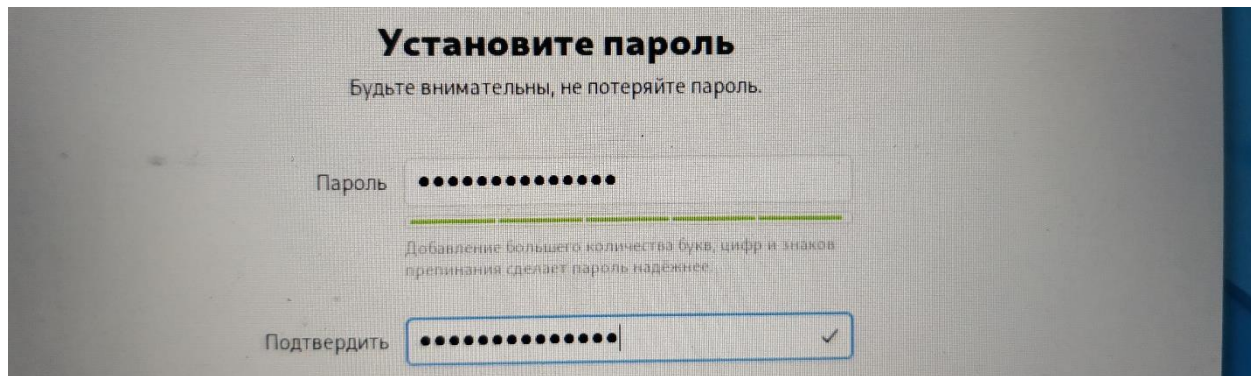 Установите пароль
Будьте внимательны, не потеряйте пароль.
Пароль ••••••••••••••
Добавление большего количества букв, цифр и знаков
препинания сделает пароль надёжнее.
Подтвердить ••••••••••••••